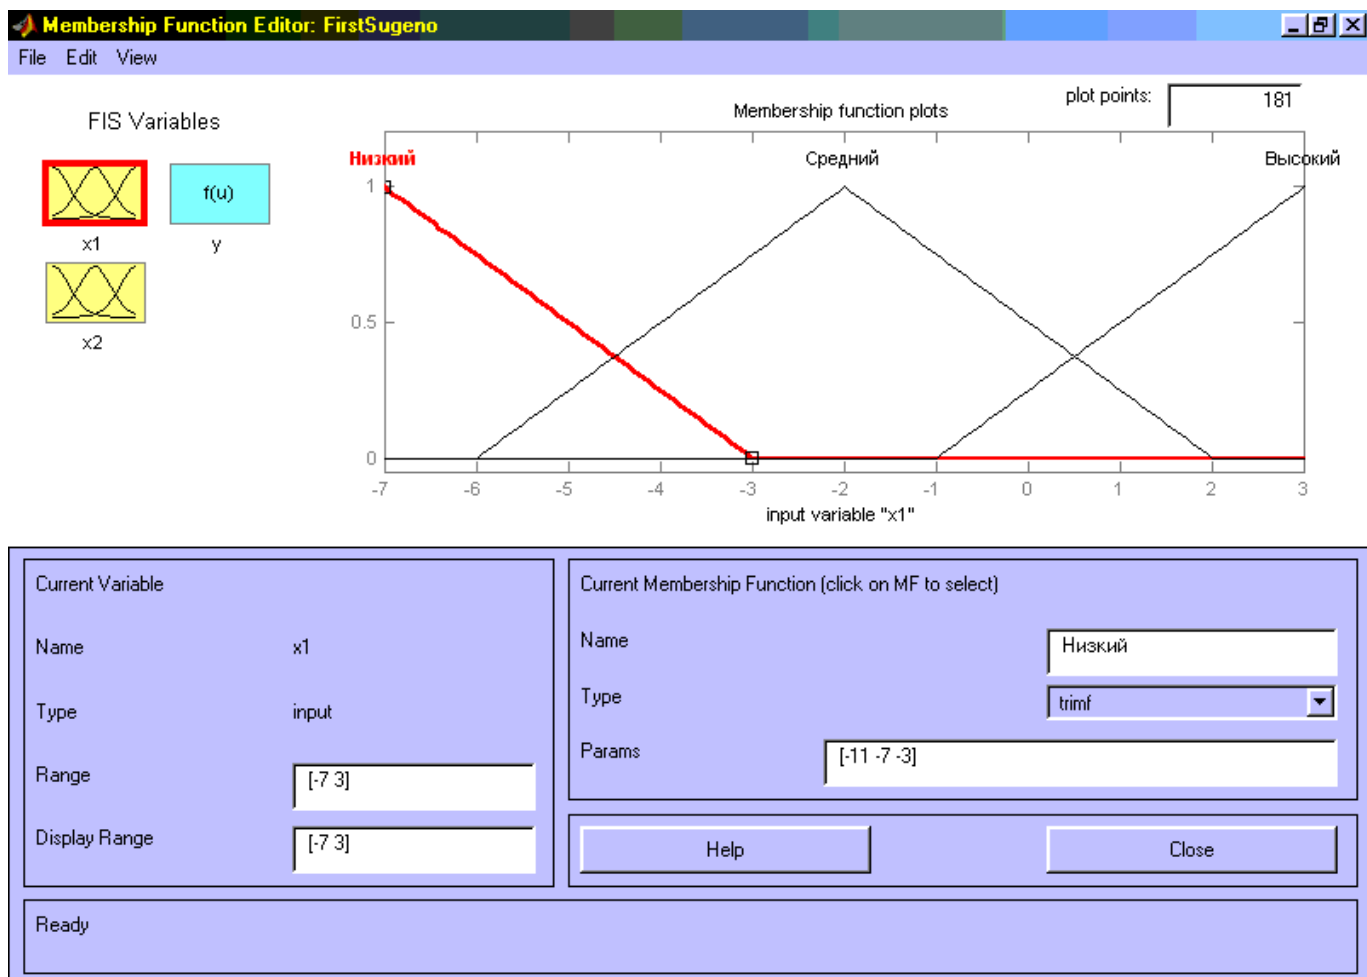 Membership Function Editor: FirstSugeno
File Edit View
FIS Variables
x1
f(u)
y
x2
Membership function plots
plot points: 181
Низкий Средний Высокий
1
0.5
0
-7 -6 -5 -4 -3 -2 -1 0 1 2 3
input variable "x1"
Current Variable
Name x1
Type input
Range [-7 3]
Display Range [-7 3]
Current Membership Function (click on MF to select)
Name Низкий
Type trimf
Params [-11 -7 -3]
Help Close
Ready